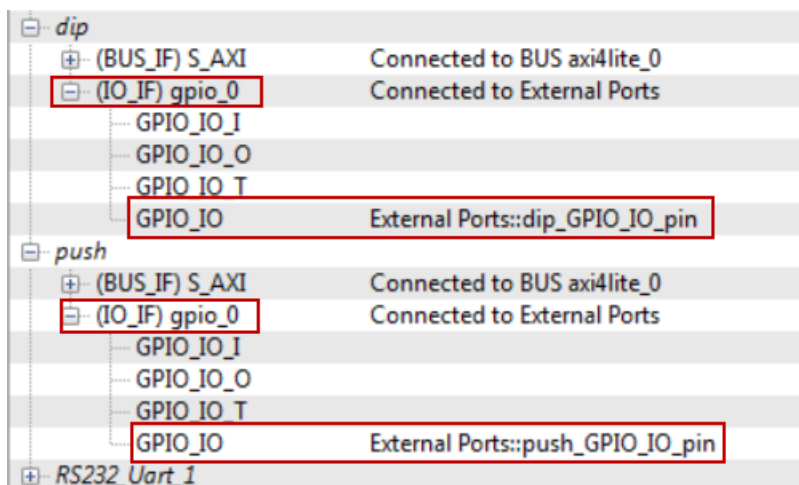 dip
(BUS_IF) S_AXI Connected to BUS axi4lite_0
(IO_IF) gpio_0 Connected to External Ports
GPIO_IO_I
GPIO_IO_O
GPIO_IO_T
GPIO_IO External Ports::dip_GPIO_IO_pin
push
(BUS_IF) S_AXI Connected to BUS axi4lite_0
(IO_IF) gpio_0 Connected to External Ports
GPIO_IO_I
GPIO_IO_O
GPIO_IO_T
GPIO_IO External Ports::push_GPIO_IO_pin
RS232_Uart_1